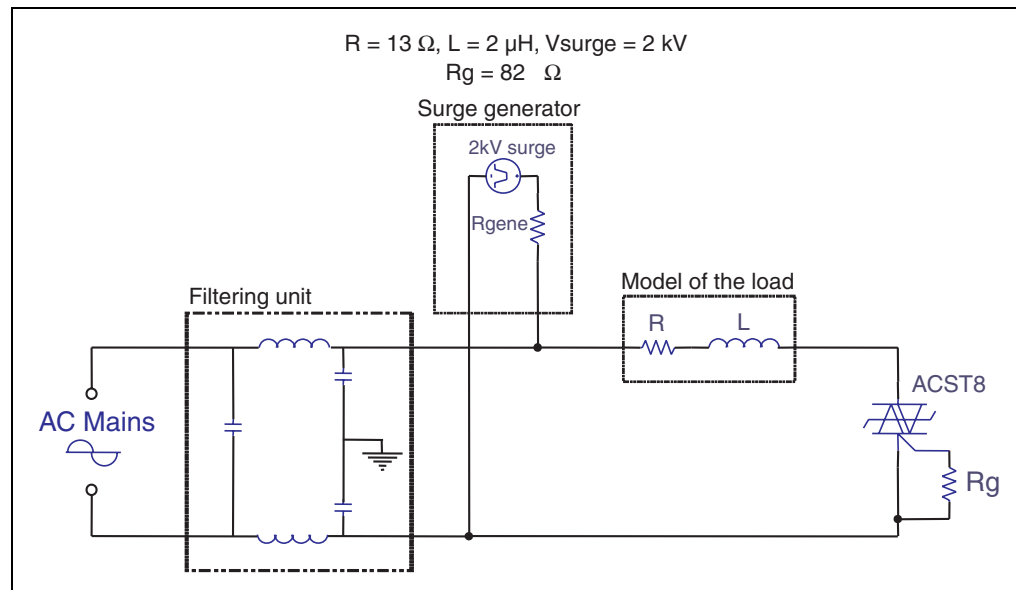 R = 13 Ω, L = 2 µH, Vsurge = 2 kV
Rg = 82 Ω
Surge generator
2kV surge
Rgene
Model of the load
Filtering unit
R
L
ACST8
AC Mains
Rg